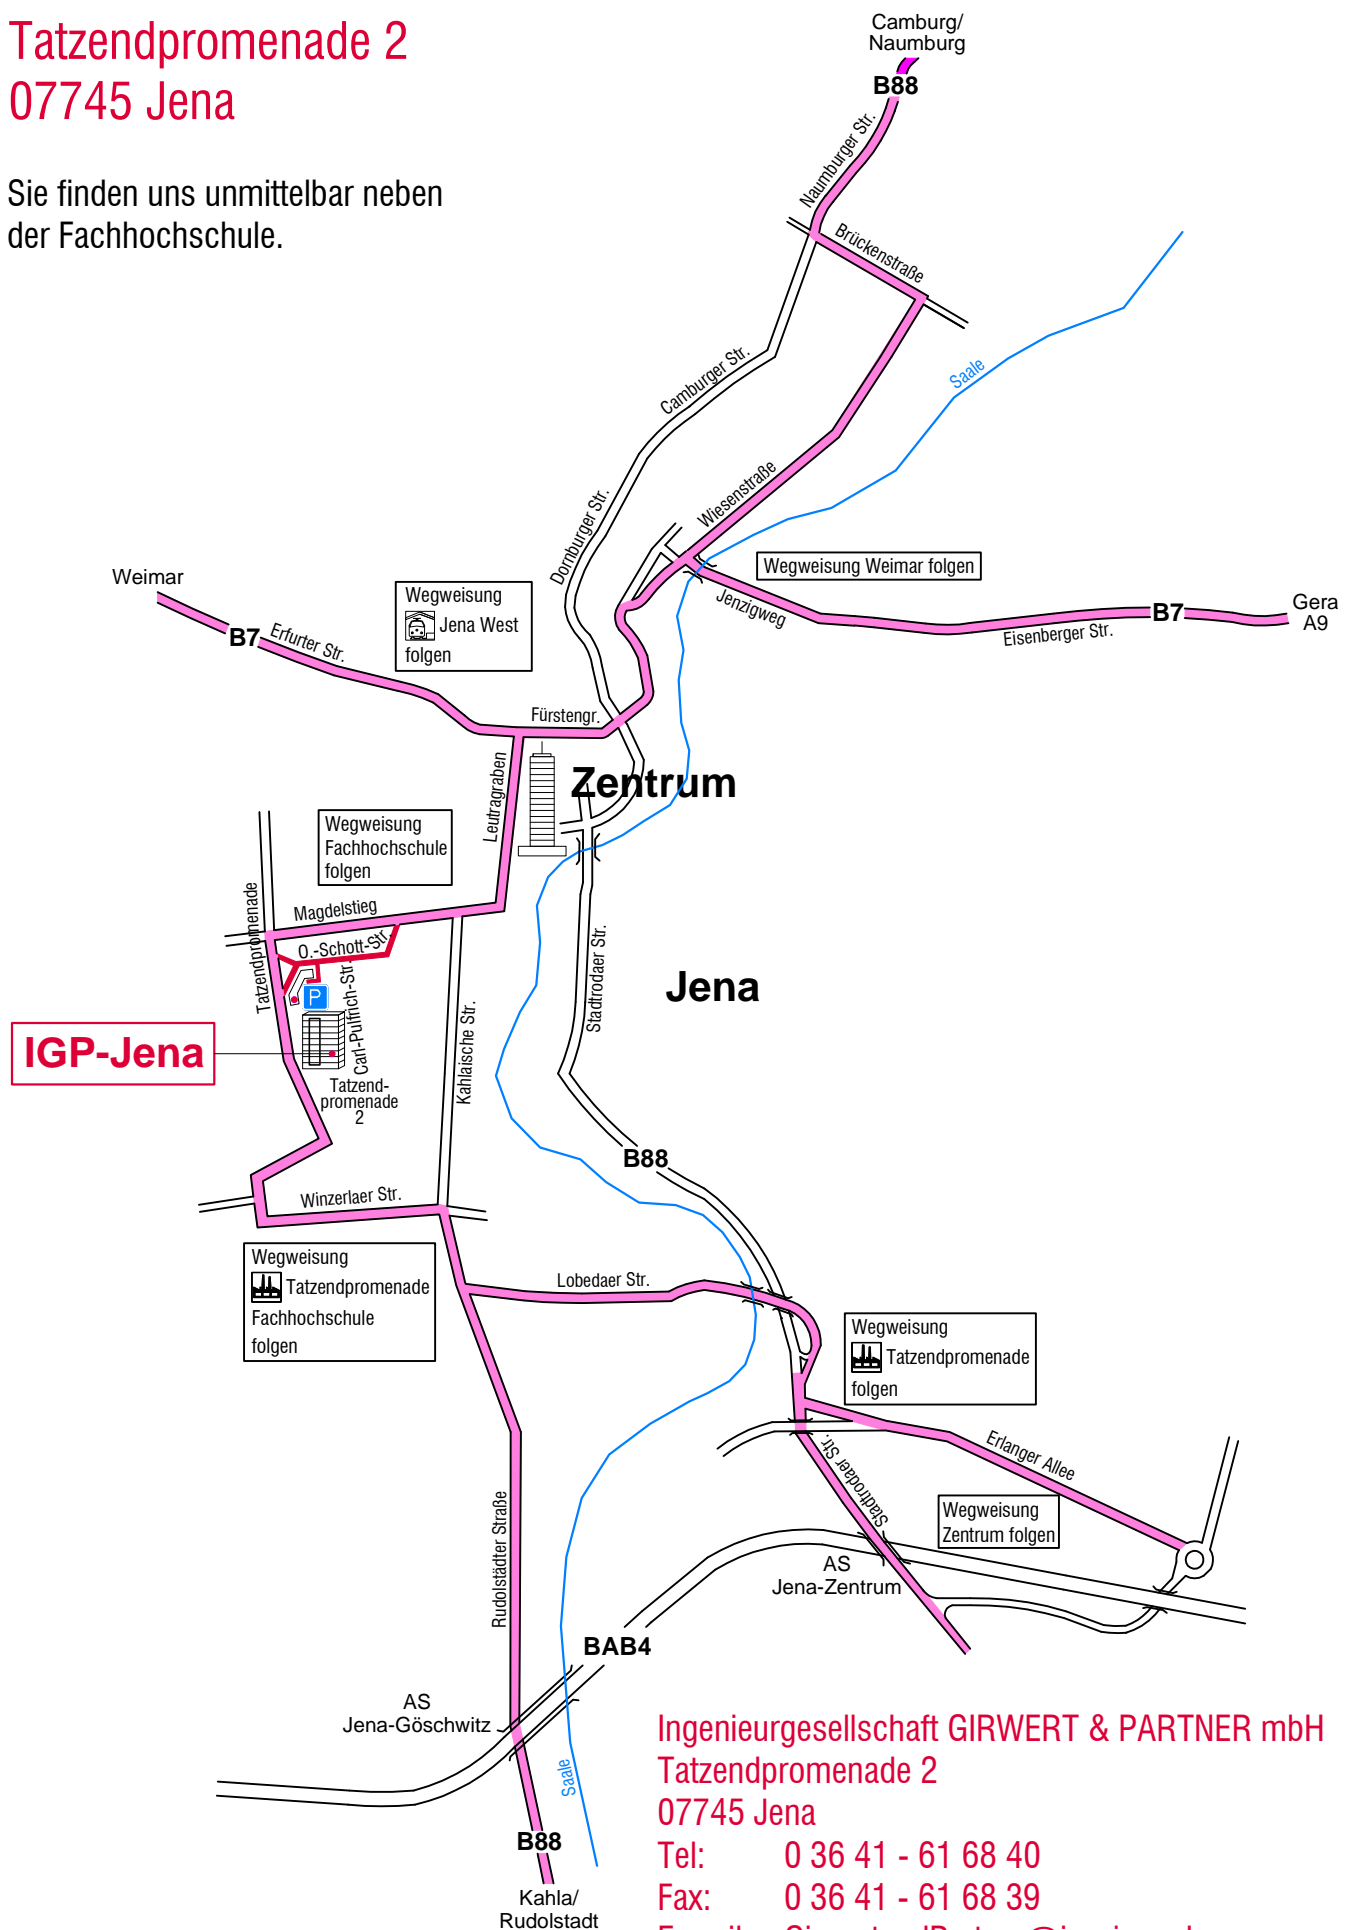 Tatzendpromenade 2
07745 Jena
Sie finden uns unmittelbar neben
der Fachhochschule.
Camburg/
Naumburg
B88
Naumburger Str.
Brückenstraße
Saale
Camburger Str.
Wiesenstraße
Dornburger Str.
Wegweisung Weimar folgen
Jenzigweg
Eisenberger Str.
B7
Gera
A9
Weimar
B7
Erfurter Str.
Wegweisung
Jena West
folgen
Fürstengr.
Leutragraben
Zentrum
Wegweisung
Fachhochschule
folgen
Magdelstieg
Tatzendpromenade
O.-Schott-Str.
P
Carl-Pulfrich-Str.
IGP-Jena
Tatzend-
promenade
2
Kahlaische Str.
Stadtrodaer Str.
Jena
B88
Winzerlaer Str.
Wegweisung
Tatzendpromenade
Fachhochschule
folgen
Lobedaer Str.
Wegweisung
Tatzendpromenade
folgen
Erlanger Allee
Stadtrodaer Str.
Wegweisung
Zentrum folgen
AS
Jena-Zentrum
Rudolstädter Straße
BAB4
AS
Jena-Göschwitz
Saale
B88
Kahla/
Rudolstadt
Ingenieurgesellschaft GIRWERT & PARTNER mbH
Tatzendpromenade 2
07745 Jena
Tel: 0 36 41 - 61 68 40
Fax: 0 36 41 - 61 68 39